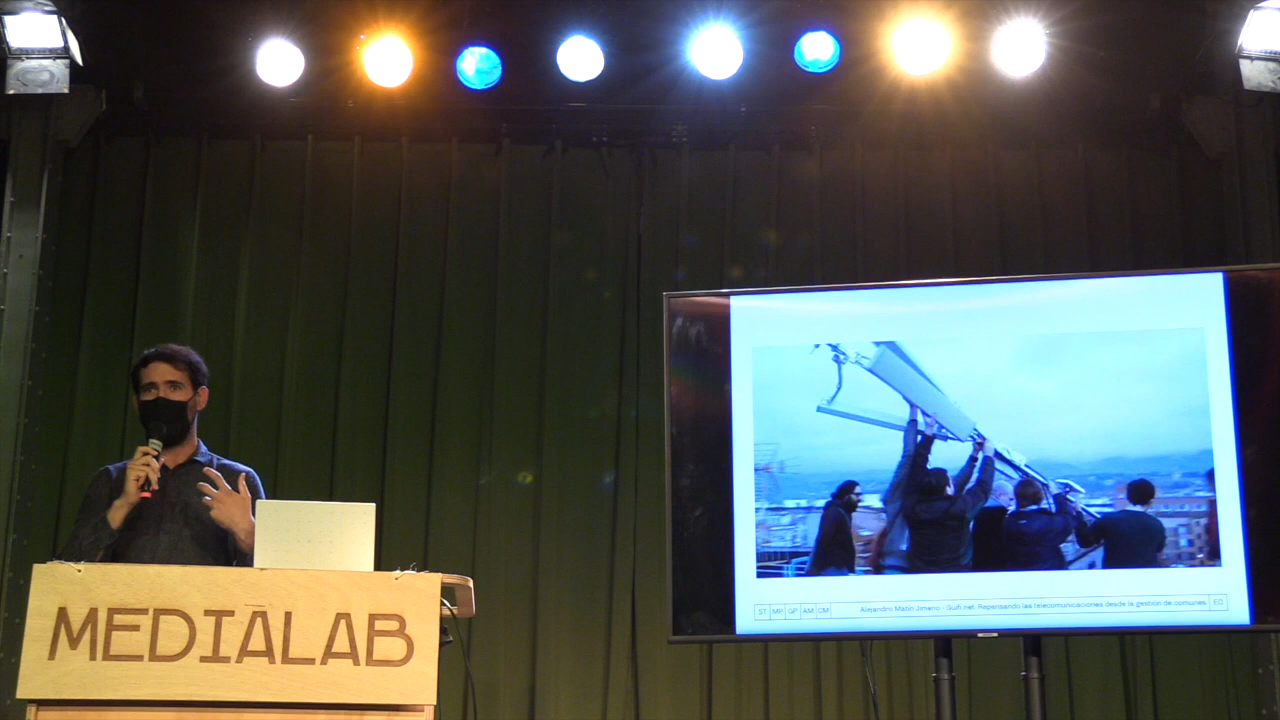 MEDIALAB
ST MP GP AM CM Alejandro Matín Jimeno - Guifi.net: Repensando las telecomunicaciones desde la gestión de comunes. ED